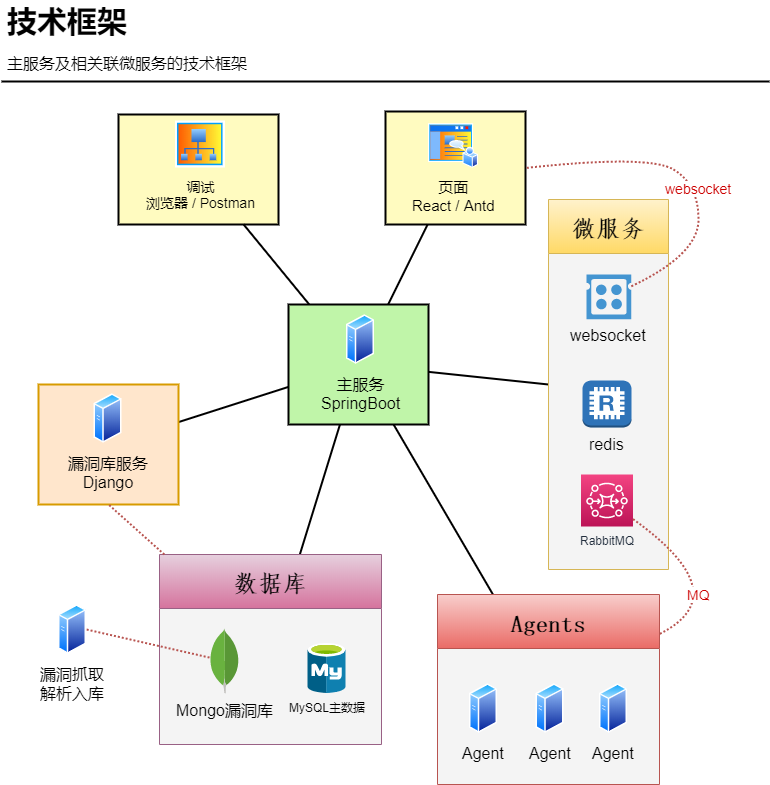 技术框架
主服务及相关联微服务的技术框架
调试
浏览器 / Postman
页面
React / Antd
websocket
微服务
websocket
redis
RabbitMQ
主服务
SpringBoot
漏洞库服务
Django
数据库
My
Mongo漏洞库
MySQL主数据
漏洞抓取
解析入库
MQ
Agents
Agent
Agent
Agent
R